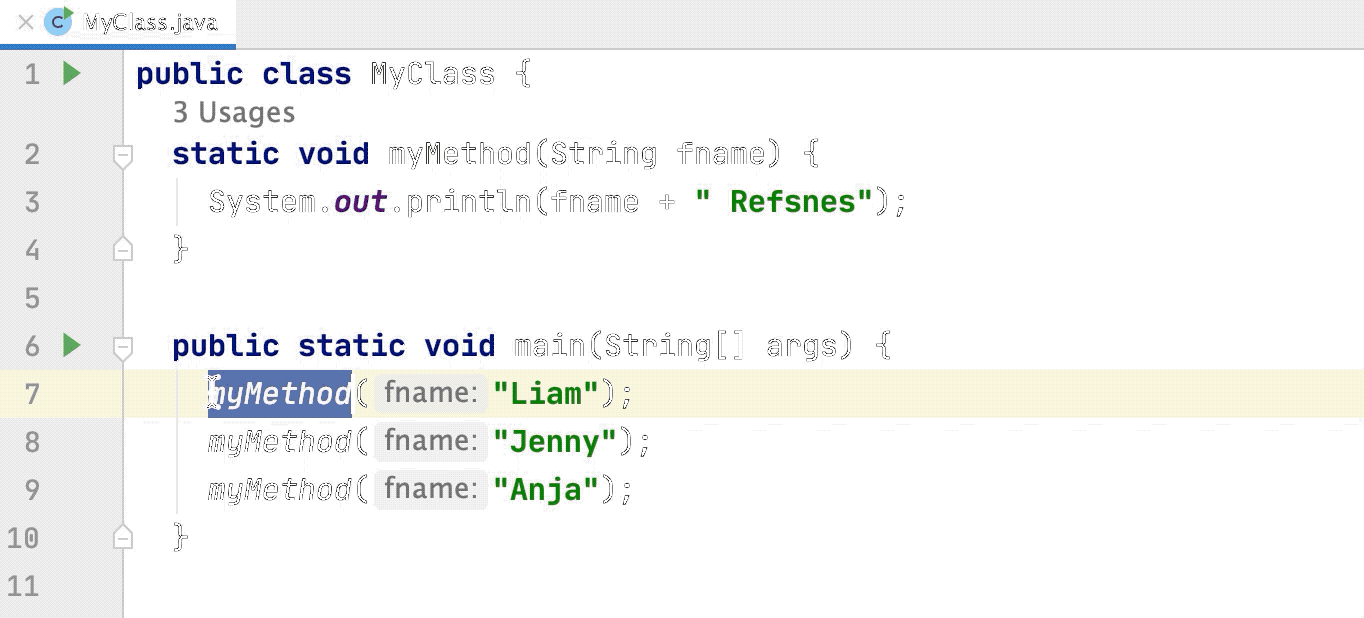 MyClass.java
1 public class MyClass {
3 Usages
2 static void myMethod(String fname) {
3 System.out.println(fname + " Refsnes");
4 }
5
6 public static void main(String[] args) {
7 myMethod( fname: "Liam");
8 myMethod( fname: "Jenny");
9 myMethod( fname: "Anja");
10 }
11